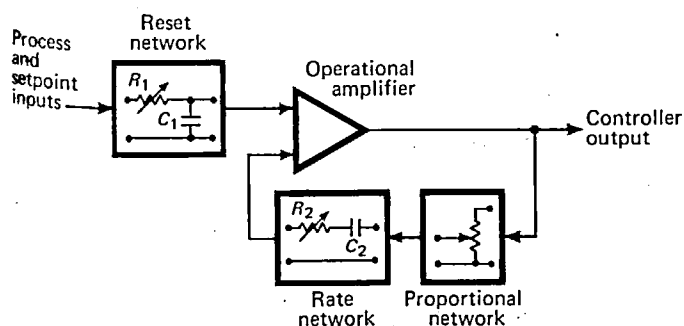 Process
and
setpoint
inputs
Reset
network
R1
C1
Operational
amplifier
Controller
output
R2
C2
Rate
network
Proportional
network